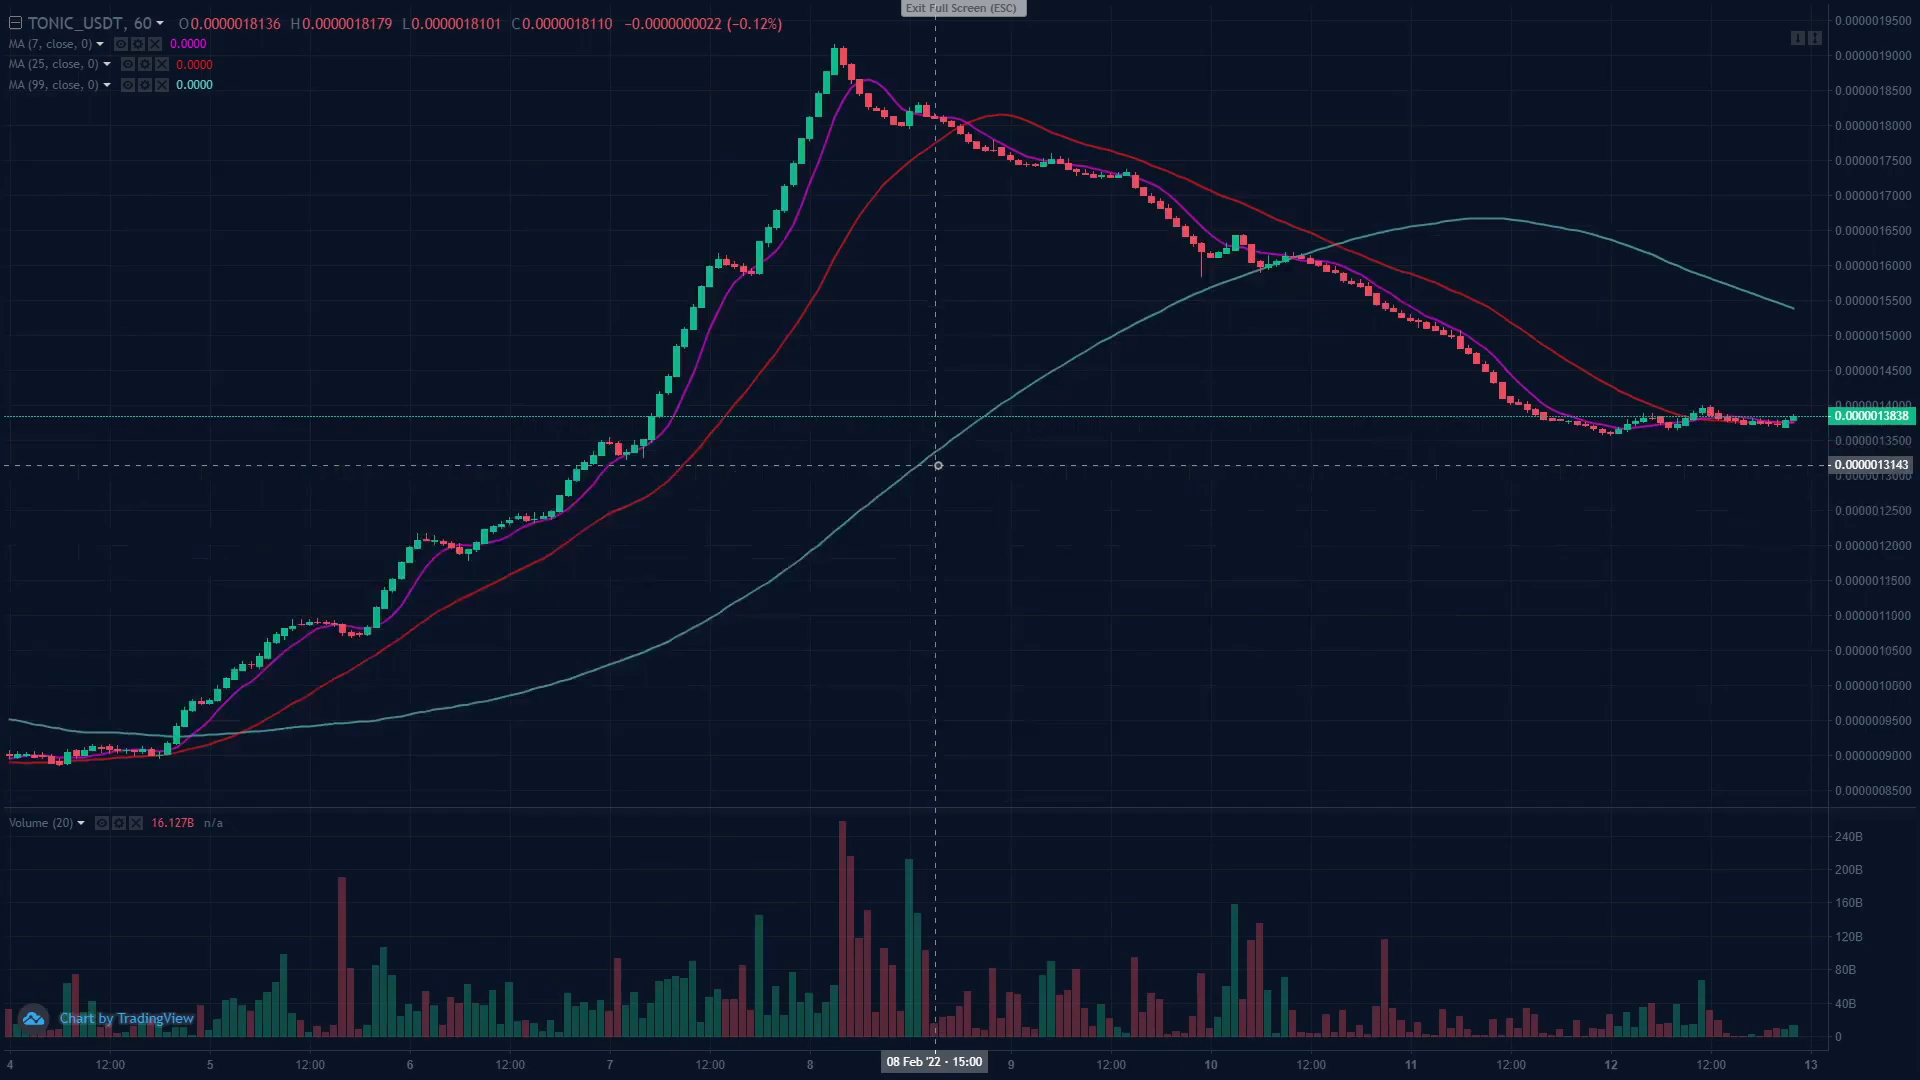 Exit Full Screen (ESC)
TONIC_USDT, 60 O0.0000018136 H0.0000018179 L0.0000018101 C0.0000018110 −0.0000000022 (−0.12%)
MA (7, close, 0) 0.0000
MA (25, close, 0) 0.0000
MA (99, close, 0) 0.0000
0.0000019500
0.0000019000
0.0000018500
0.0000018000
0.0000017500
0.0000017000
0.0000016500
0.0000016000
0.0000015500
0.0000015000
0.0000014500
0.0000014000
0.0000013838
0.0000013500
0.0000013143
0.0000013000
0.0000012500
0.0000012000
0.0000011500
0.0000011000
0.0000010500
0.0000010000
0.0000009500
0.0000009000
0.0000008500
Volume (20) 16.127B n/a
240B
200B
160B
120B
80B
40B
0
Chart by TradingView
4 12:00 5 12:00 6 12:00 7 12:00 8 08 Feb '22 - 15:00 9 12:00 10 12:00 11 12:00 12 12:00 13